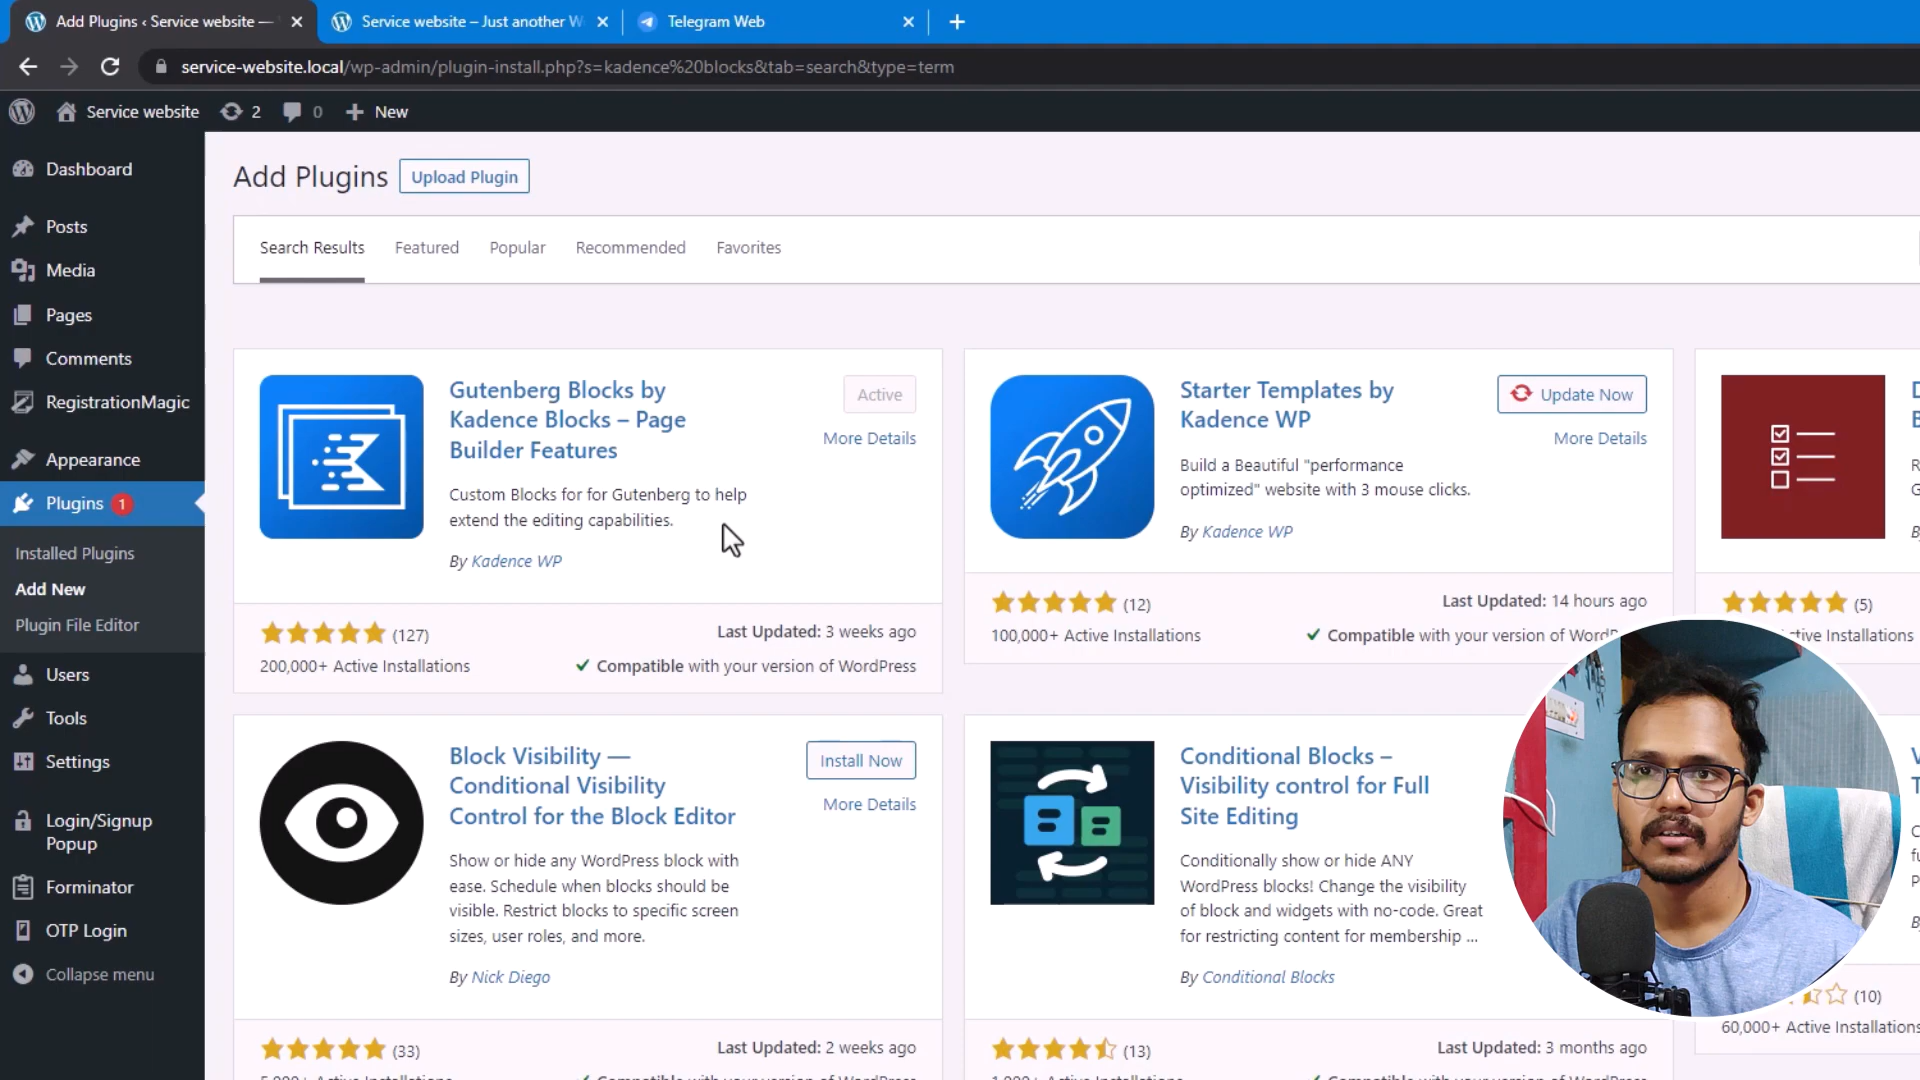 Add Plugins ‹ Service website —
Service website – Just another W
Telegram Web
service-website.local/wp-admin/plugin-install.php?s=kadence%20blocks&tab=search&type=term
Service website
2
0
New
Dashboard
Posts
Media
Pages
Comments
RegistrationMagic
Appearance
Plugins 1
Installed Plugins
Add New
Plugin File Editor
Users
Tools
Settings
Login/Signup
Popup
Forminator
OTP Login
Collapse menu
Add Plugins
Upload Plugin
Search Results
Featured
Popular
Recommended
Favorites
Gutenberg Blocks by
Kadence Blocks – Page
Builder Features
Active
More Details
Custom Blocks for for Gutenberg to help
extend the editing capabilities.
By Kadence WP
(127)
Last Updated: 3 weeks ago
200,000+ Active Installations
Compatible with your version of WordPress
Starter Templates by
Kadence WP
Update Now
More Details
Build a Beautiful "performance
optimized" website with 3 mouse clicks.
By Kadence WP
(12)
Last Updated: 14 hours ago
100,000+ Active Installations
Compatible with your version of
(5)
Installations
Block Visibility —
Conditional Visibility
Control for the Block Editor
Install Now
More Details
Show or hide any WordPress block with
ease. Schedule when blocks should be
visible. Restrict blocks to specific screen
sizes, user roles, and more.
By Nick Diego
(33)
Last Updated: 2 weeks ago
Conditional Blocks –
Visibility control for Full
Site Editing
Conditionally show or hide ANY
WordPress blocks! Change the visibility
of block and widgets with no-code. Great
for restricting content for membership ...
By Conditional Blocks
(13)
Last Updated: 3 months ago
(10)
60,000+ Active Installations